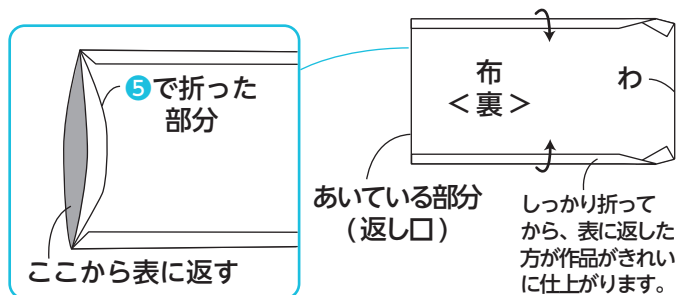 ❺で折った
部分
ここから表に返す
布
＜裏＞
わ
あいている部分
(返し口)
しっかり折って
から、表に返した
方が作品がきれい
に仕上がります。